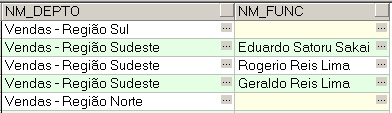 NM_DEPTO NM_FUNC
Vendas - Região Sul
Vendas - Região Sudeste Eduardo Satoru Sakai
Vendas - Região Sudeste Rogerio Reis Lima
Vendas - Região Sudeste Geraldo Reis Lima
Vendas - Região Norte